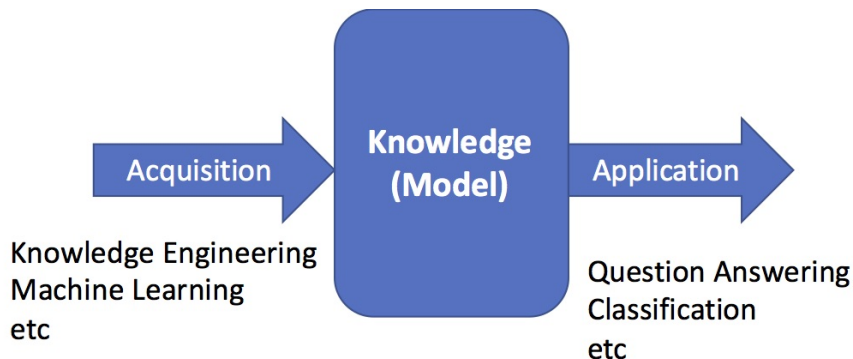 Acquisition
Knowledge
(Model)
Application
Knowledge Engineering
Machine Learning
etc
Question Answering
Classification
etc